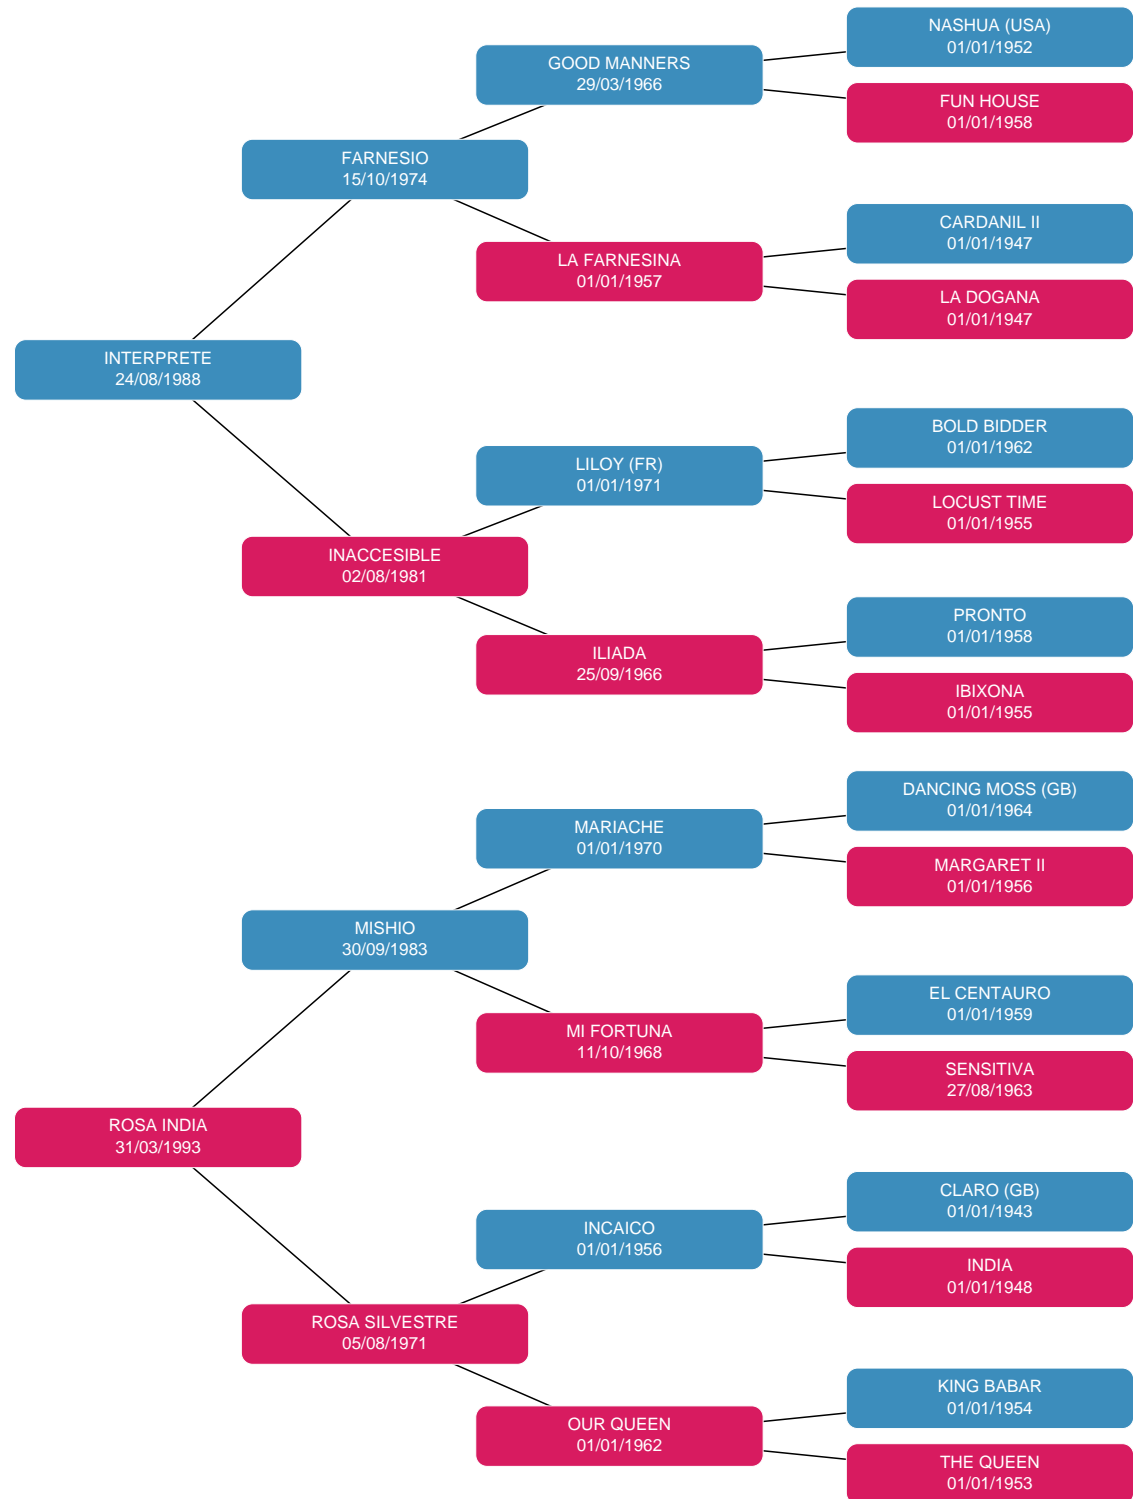 NASHUA (USA)
01/01/1952
GOOD MANNERS
29/03/1966
FUN HOUSE
01/01/1958
FARNESIO
15/10/1974
CARDANIL II
01/01/1947
LA FARNESINA
01/01/1957
LA DOGANA
01/01/1947
INTERPRETE
24/08/1988
BOLD BIDDER
01/01/1962
LILOY (FR)
01/01/1971
LOCUST TIME
01/01/1955
INACCESIBLE
02/08/1981
PRONTO
01/01/1958
ILIADA
25/09/1966
IBIXONA
01/01/1955
DANCING MOSS (GB)
01/01/1964
MARIACHE
01/01/1970
MARGARET II
01/01/1956
MISHIO
30/09/1983
EL CENTAURO
01/01/1959
MI FORTUNA
11/10/1968
SENSITIVA
27/08/1963
ROSA INDIA
31/03/1993
CLARO (GB)
01/01/1943
INCAICO
01/01/1956
INDIA
01/01/1948
ROSA SILVESTRE
05/08/1971
KING BABAR
01/01/1954
OUR QUEEN
01/01/1962
THE QUEEN
01/01/1953